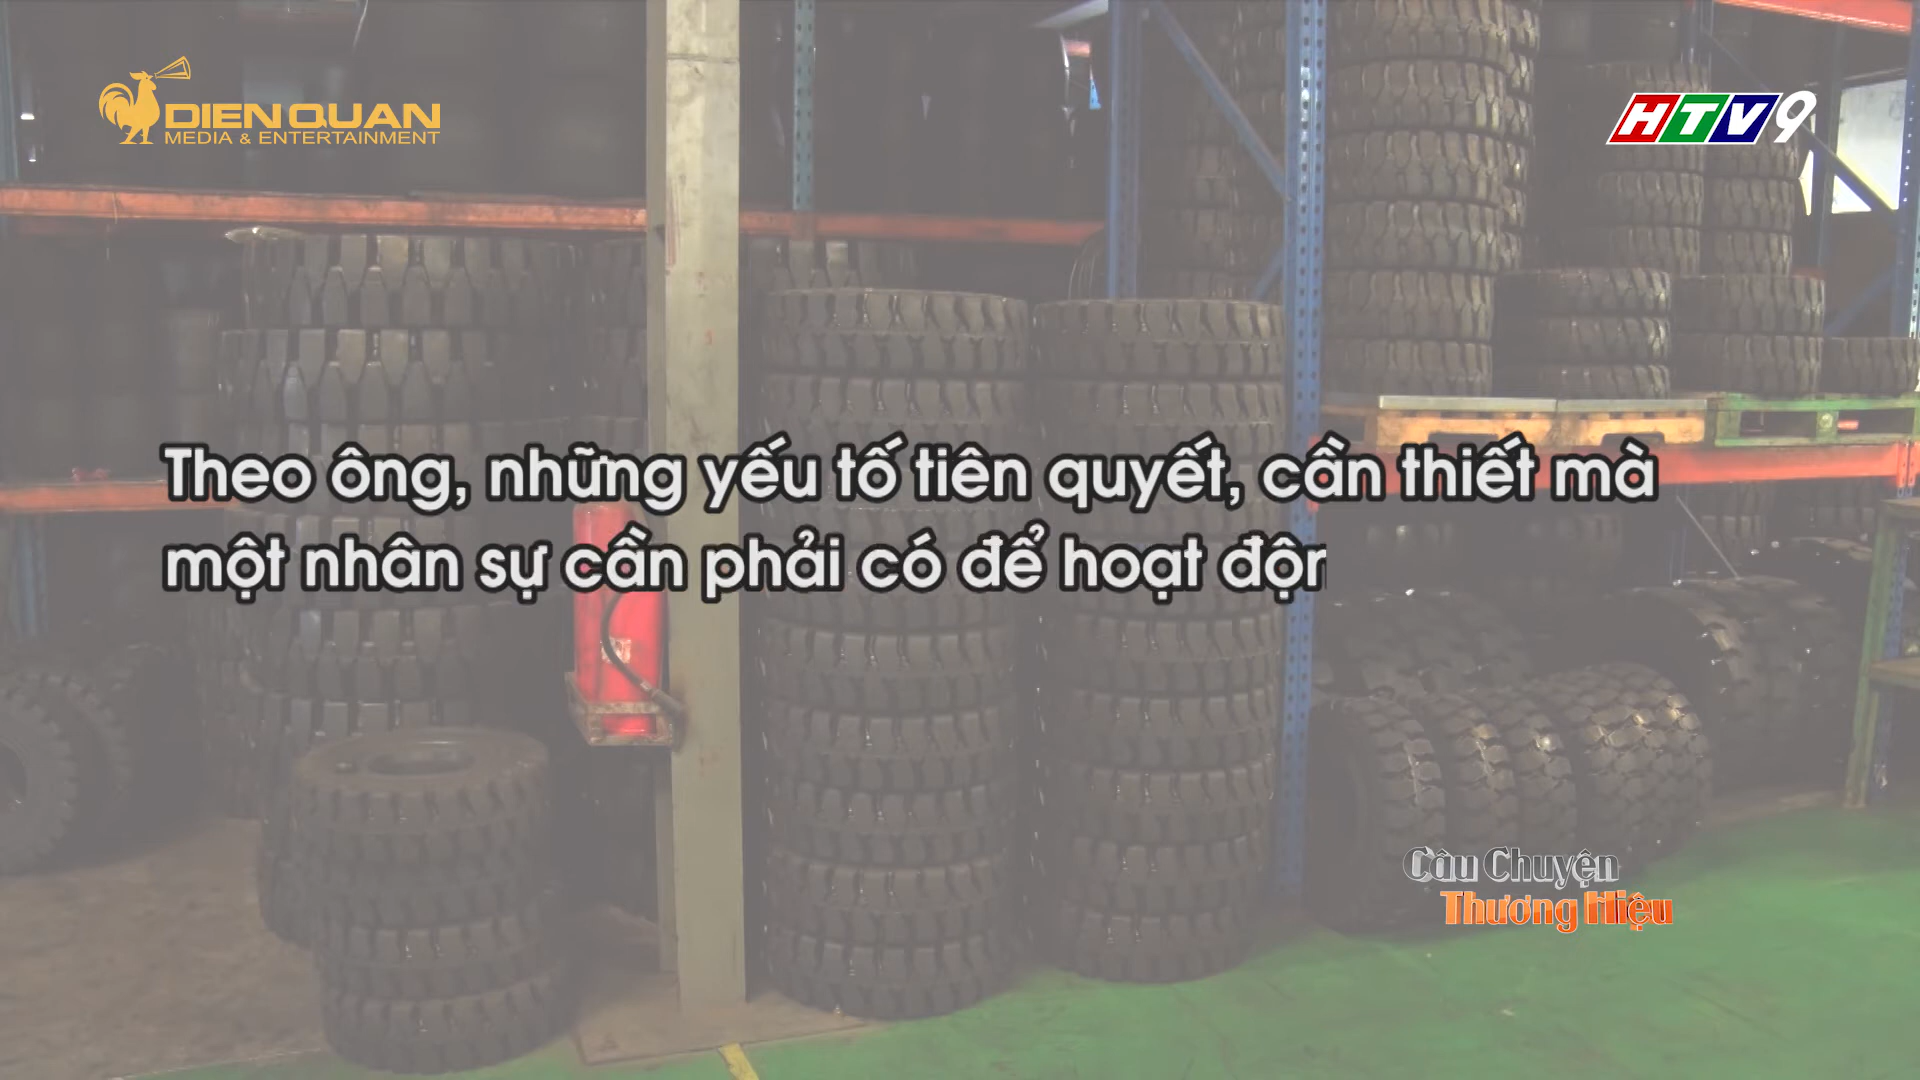 DIEN QUAN
MEDIA & ENTERTAINMENT
HTV9
Theo ông, những yếu tố tiên quyết, cần thiết mà
một nhân sự cần phải có để hoạt độn
Câu Chuyện
Thương Hiệu